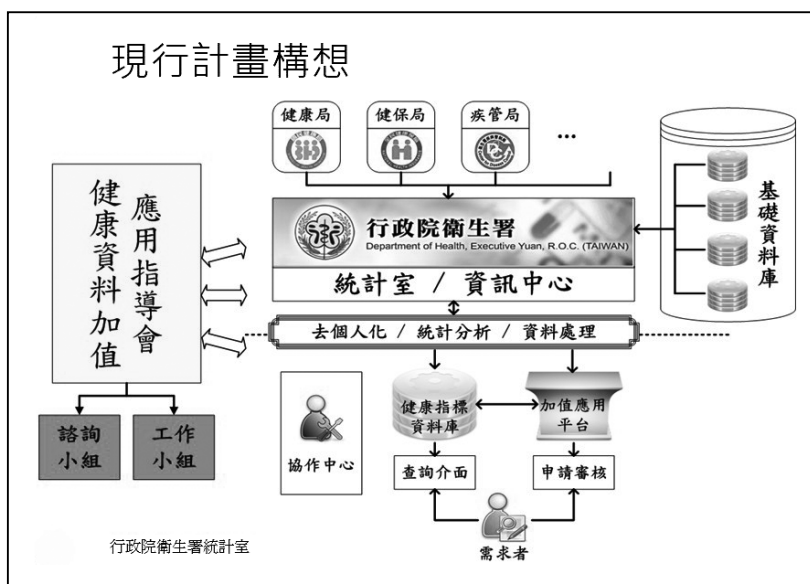 現行計畫構想
健康局
健保局
疾管局
...
行政院衛生署
Department of Health, Executive Yuan, R.O.C. (TAIWAN)
統計室 / 資訊中心
基礎資料庫
應用指導會
健康資料加值
去個人化 / 統計分析 / 資料處理
諮詢
小組
工作
小組
協作中心
健康指標
資料庫
加值應用
平台
查詢介面
申請審核
需求者
行政院衛生署統計室